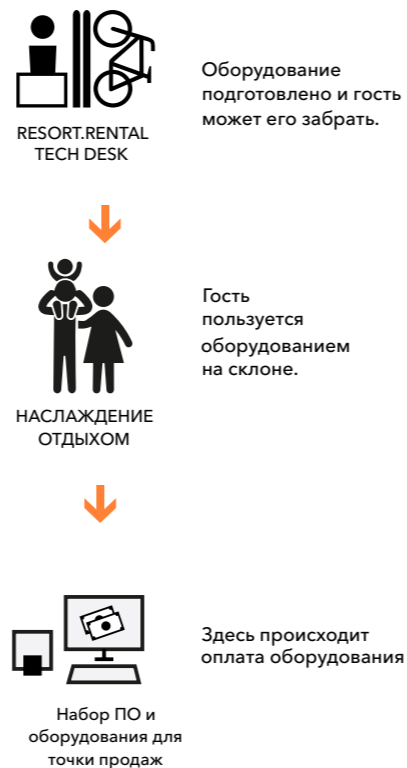 RESORT.RENTAL
TECH DESK
Оборудование
подготовлено и гость
может его забрать.
НАСЛАЖДЕНИЕ
ОТДЫХОМ
Гость
пользуется
оборудованием
на склоне.
Набор ПО и
оборудования для
точки продаж
Здесь происходит
оплата оборудования